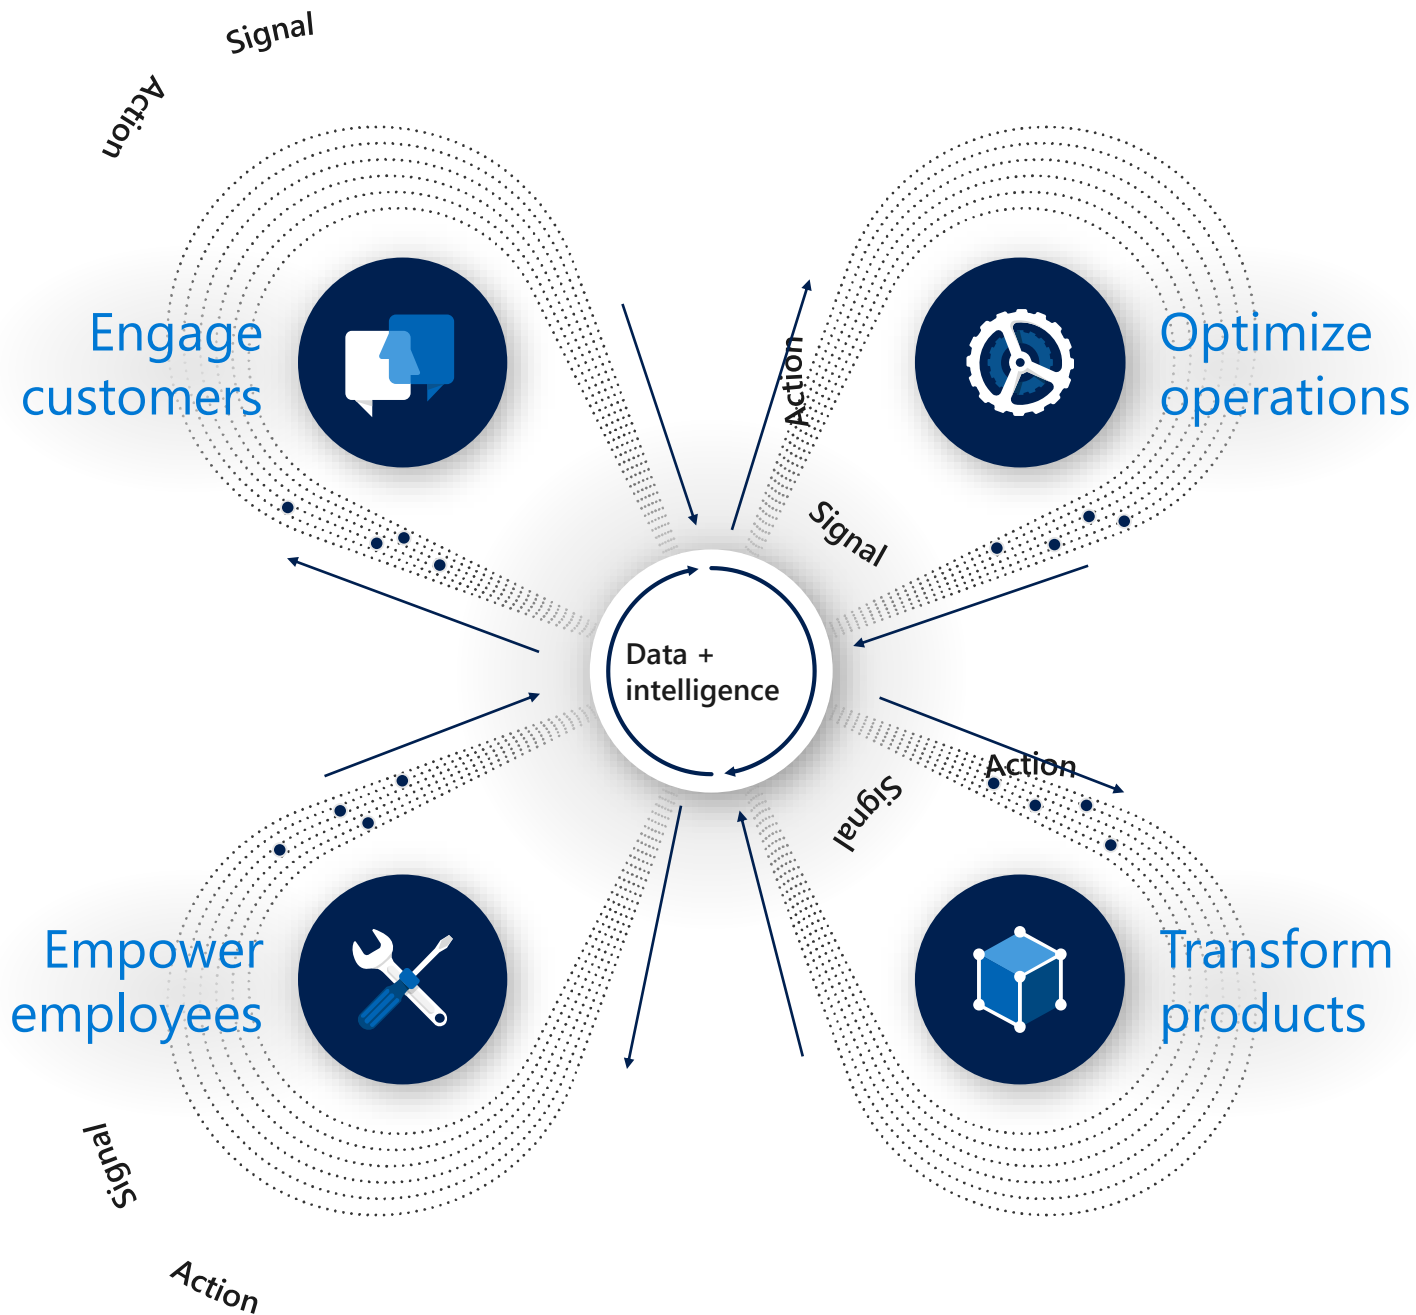 Signal
Action
Engage
customers
Action
Optimize
operations
Signal
Data +
intelligence
Action
Signal
Empower
employees
Transform
products
Signal
Action